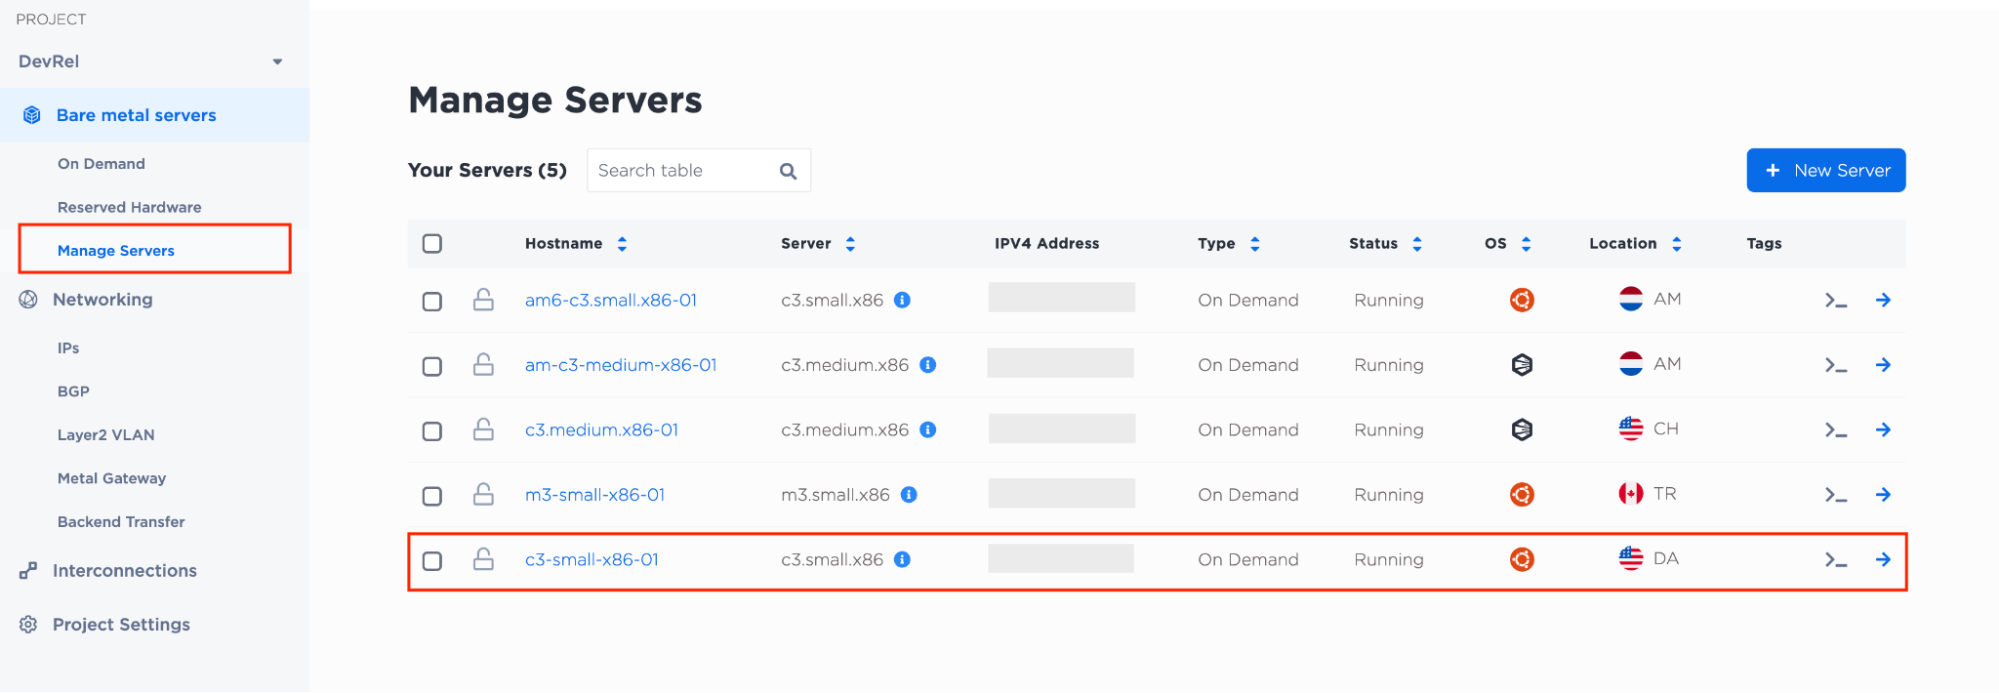 PROJECT
DevRel
Bare metal servers
On Demand
Reserved Hardware
Manage Servers
Networking
IPs
BGP
Layer2 VLAN
Metal Gateway
Backend Transfer
Interconnections
Project Settings
Manage Servers
Your Servers (5) Search table + New Server
Hostname Server IPV4 Address Type Status OS Location Tags
am6-c3.small.x86-01 c3.small.x86 On Demand Running AM >_
am-c3-medium-x86-01 c3.medium.x86 On Demand Running AM >_
c3.medium.x86-01 c3.medium.x86 On Demand Running CH >_
m3-small-x86-01 m3.small.x86 On Demand Running TR >_
c3-small-x86-01 c3.small.x86 On Demand Running DA >_